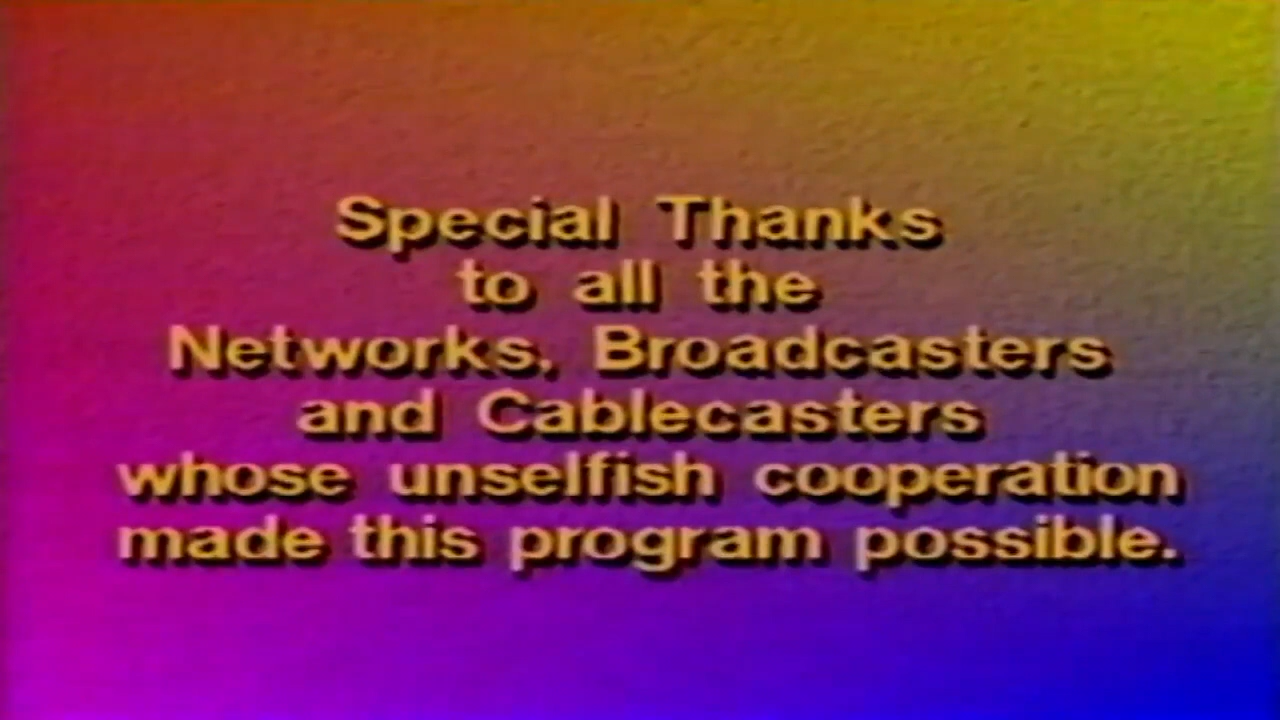 Special Thanks
to all the
Networks, Broadcasters
and Cablecasters
whose unselfish cooperation
made this program possible.